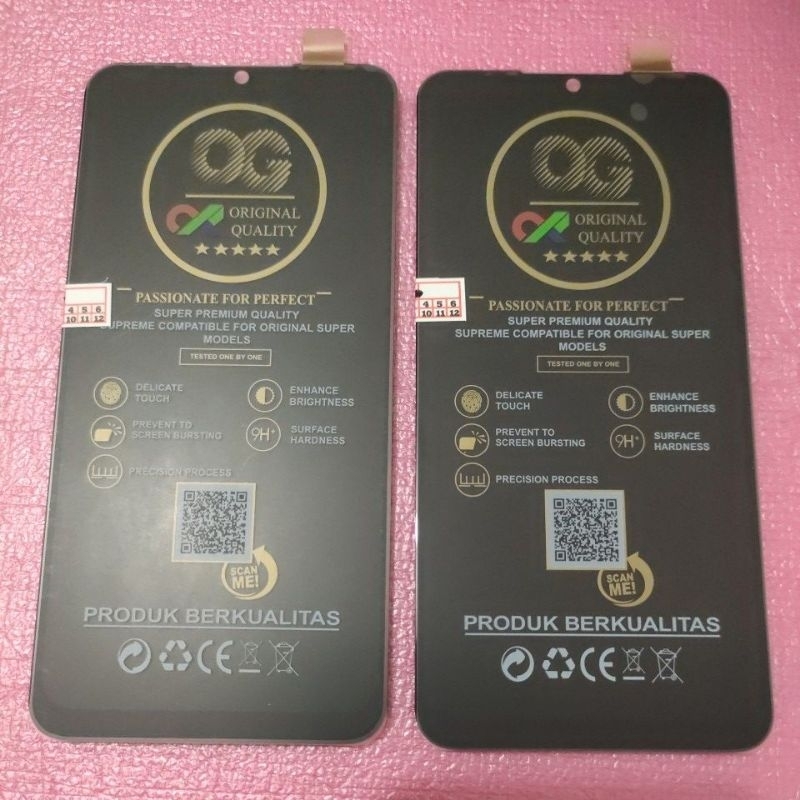 OG
ORIGINAL
QUALITY
4 5 6
10 11 12
PASSIONATE FOR PERFECT
SUPER PREMIUM QUALITY
SUPREME COMPATIBLE FOR ORIGINAL SUPER
MODELS
TESTED ONE BY ONE
DELICATE
TOUCH
ENHANCE
BRIGHTNESS
PREVENT TO
SCREEN BURSTING
9H+
SURFACE
HARDNESS
PRECISION PROCESS
SCAN
ME!
PRODUK BERKUALITAS
CE
OG
ORIGINAL
QUALITY
4 5 6
10 11 12
PASSIONATE FOR PERFECT
SUPER PREMIUM QUALITY
SUPREME COMPATIBLE FOR ORIGINAL SUPER
MODELS
TESTED ONE BY ONE
DELICATE
TOUCH
ENHANCE
BRIGHTNESS
PREVENT TO
SCREEN BURSTING
9H+
SURFACE
HARDNESS
PRECISION PROCESS
SCAN
ME!
PRODUK BERKUALITAS
CE